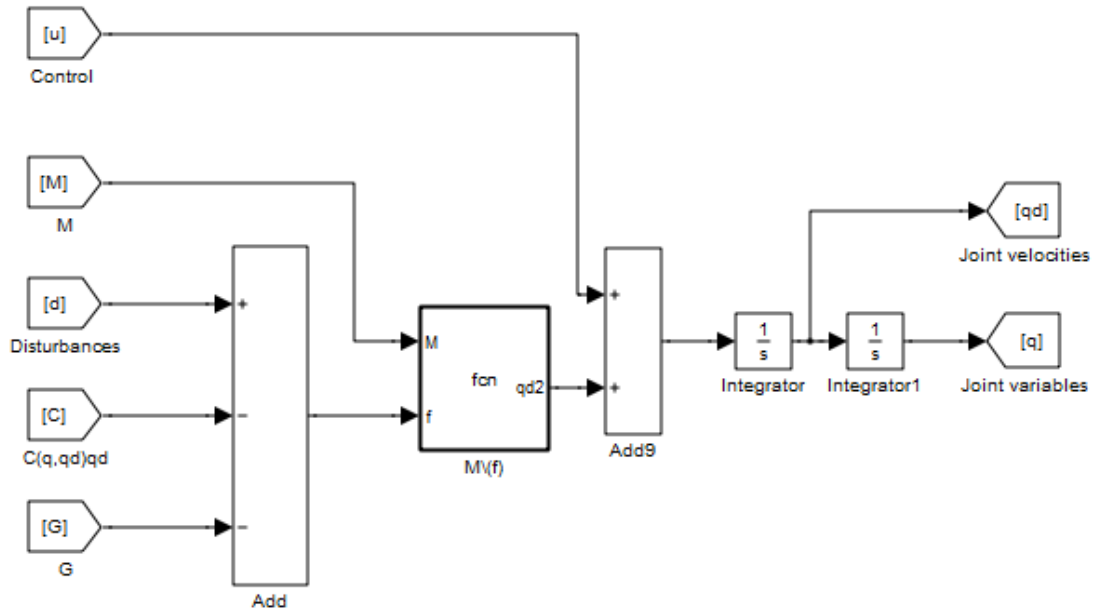 [u]
Control
[M]
M
[d]
Disturbances
[C]
C(q,qd)qd
[G]
G
+
−
−
Add
M
f
fcn
qd2
M\(f)
+
+
Add9
1
s
Integrator
1
s
Integrator1
[qd]
Joint velocities
[q]
Joint variables